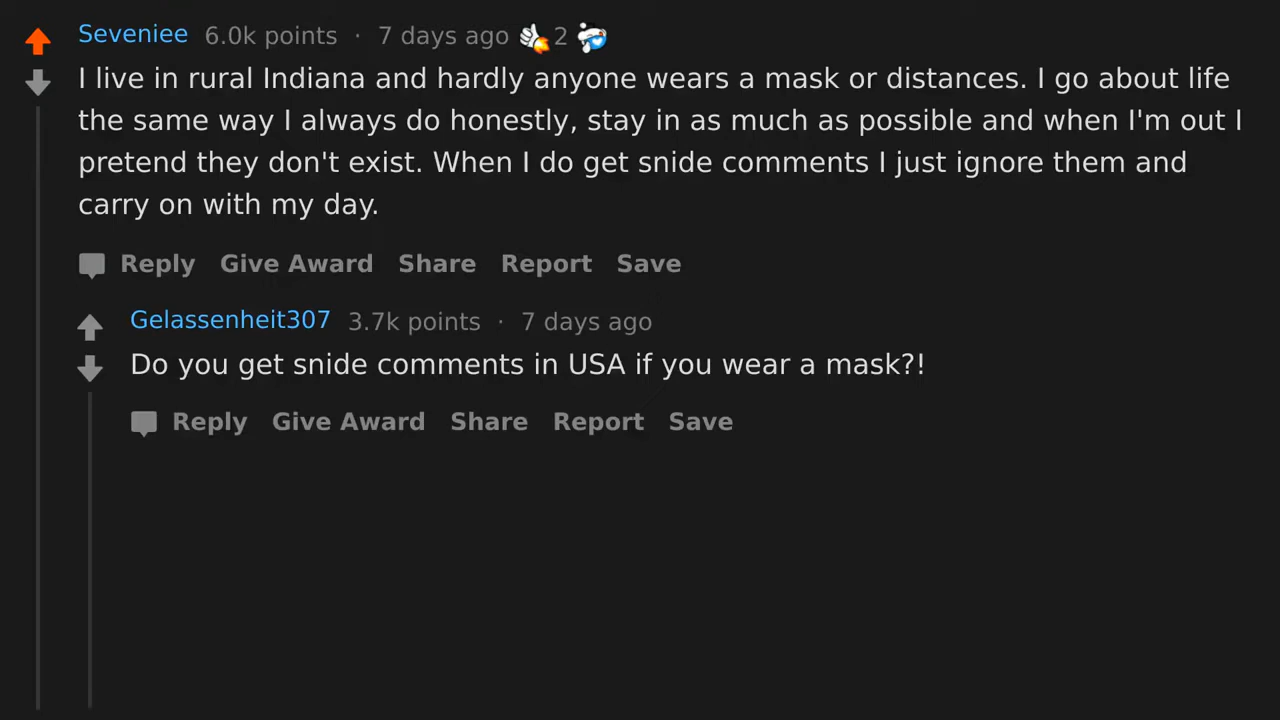 Seveniee 6.0k points · 7 days ago 2
I live in rural Indiana and hardly anyone wears a mask or distances. I go about life
the same way I always do honestly, stay in as much as possible and when I'm out I
pretend they don't exist. When I do get snide comments I just ignore them and
carry on with my day.
Reply Give Award Share Report Save
Gelassenheit307 3.7k points · 7 days ago
Do you get snide comments in USA if you wear a mask?!
Reply Give Award Share Report Save